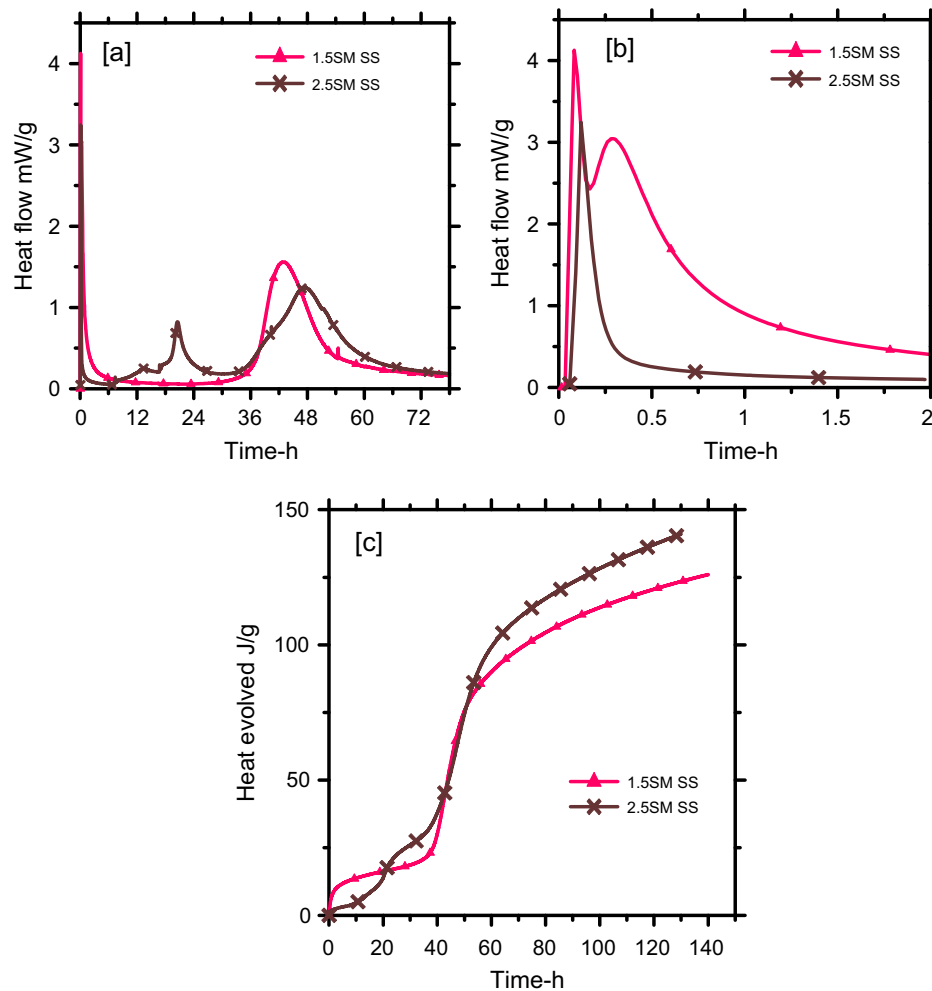 [a]
1.5SM SS
2.5SM SS
Heat flow mW/g
4
3
2
1
0
0 12 24 36 48 60 72
Time-h
[b]
1.5SM SS
2.5SM SS
Heat flow mW/g
4
3
2
1
0
0 0.5 1 1.5 2
Time-h
[c]
150
100
50
0
Heat evolved J/g
1.5SM SS
2.5SM SS
0 20 40 60 80 100 120 140
Time-h